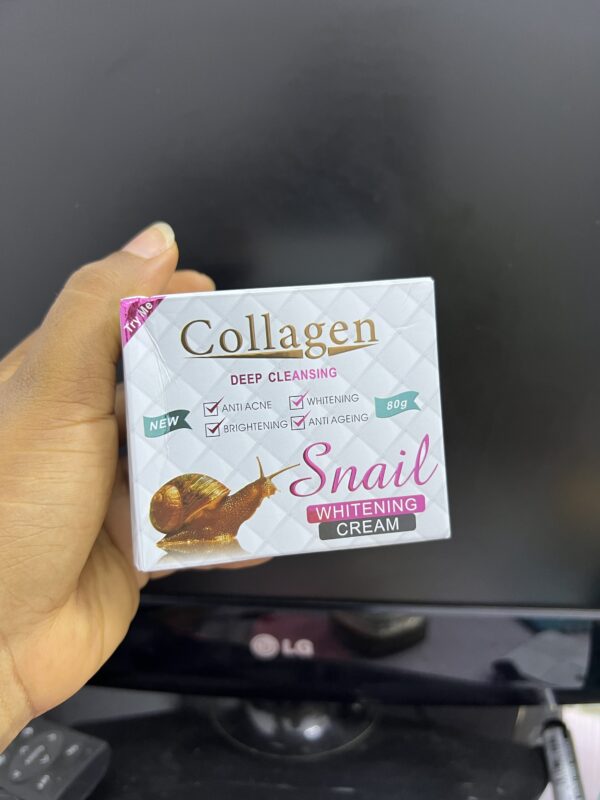 Try Me
Collagen
DEEP CLEANSING
NEW
ANTI ACNE
WHITENING
80g
BRIGHTENING
ANTI AGEING
Snail
WHITENING
CREAM
LG